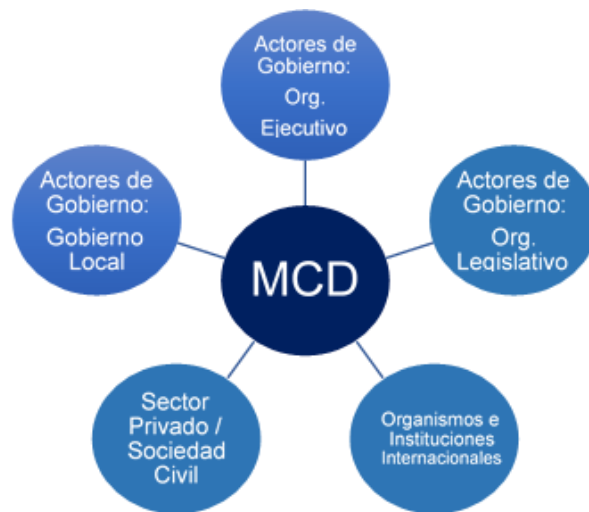 Actores de
Gobierno:
Org.
Ejecutivo
Actores de
Gobierno:
Gobierno
Local
Actores de
Gobierno:
Org.
Legislativo
MCD
Sector
Privado /
Sociedad
Civil
Organismos e
Instituciones
Internacionales